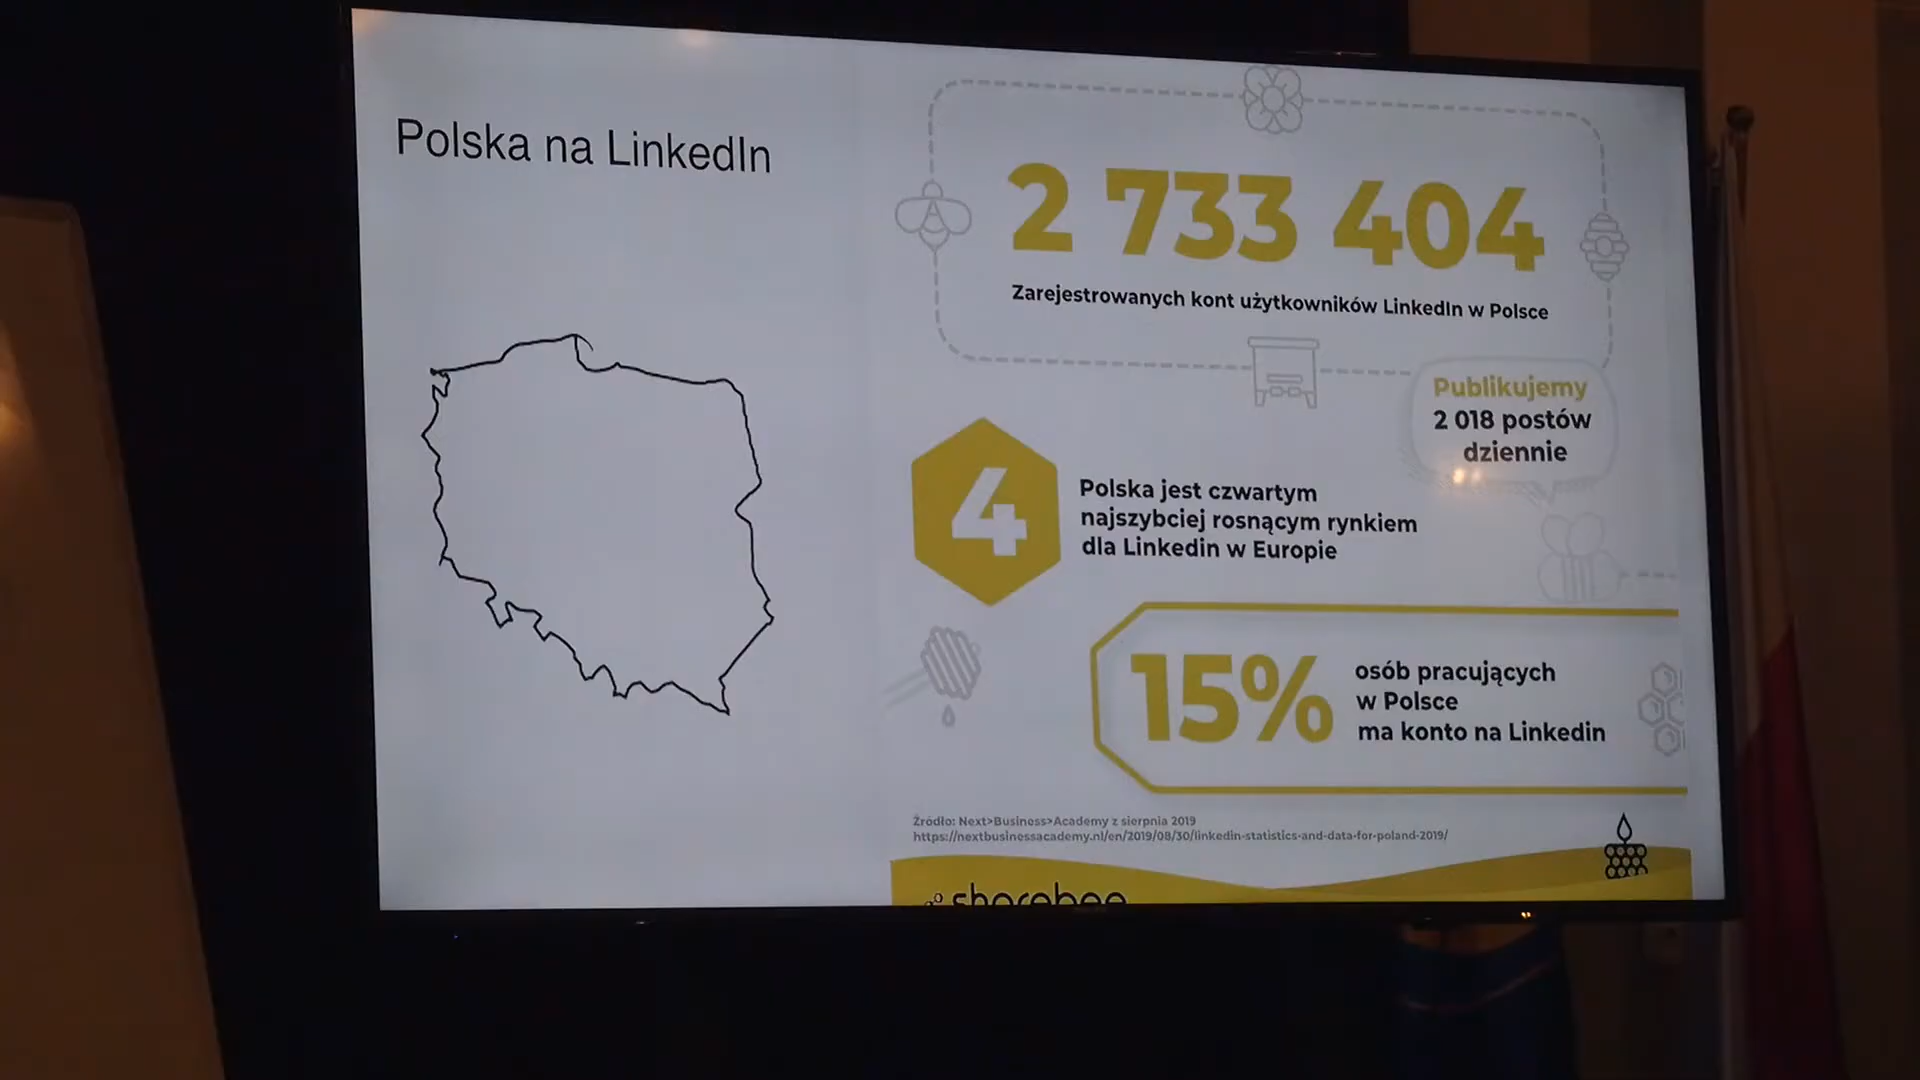 Polska na LinkedIn
2 733 404
Zarejestrowanych kont użytkowników LinkedIn w Polsce
Publikujemy
2 018 postów
dziennie
4
Polska jest czwartym
najszybciej rosnącym rynkiem
dla Linkedin w Europie
15%
osób pracujących
w Polsce
ma konto na Linkedin
Źródło: Next>Business>Academy z sierpnia 2019
https://nextbusinessacademy.nl/en/2019/08/30/linkedin-statistics-and-data-for-poland-2019/
sharebee